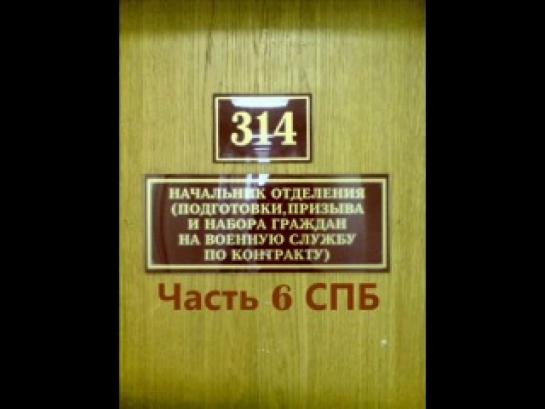 314
НАЧАЛЬНИК ОТДЕЛЕНИЯ
(ПОДГОТОВКИ,ПРИЗЫВА
И НАБОРА ГРАЖДАН
НА ВОЕННУЮ СЛУЖБУ
ПО КОНТРАКТУ)
Часть 6 СПБ